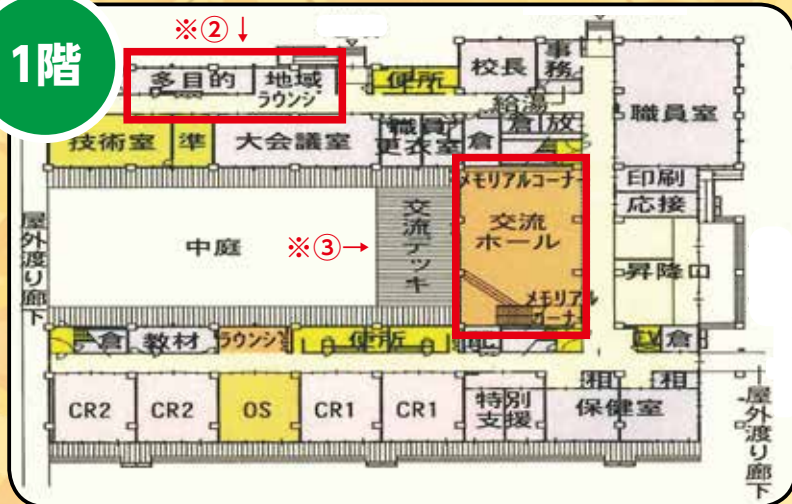 1階
※②↓
多目的
地域
ラウンジ
便所
校長
事務
給湯
職員室
技術室
準
大会議室
職員
更衣室
倉
倉
放
メモリアルコーナー
印刷
応接
交流
ホール
交流デッキ
※③→
中庭
屋外渡り廊下
昇降口
メモリアル
コーナー
倉
教材
ラウンジ
便所
EV
倉
CR2
CR2
OS
CR1
CR1
特別
支援
相
相
保健室
屋外渡り廊下